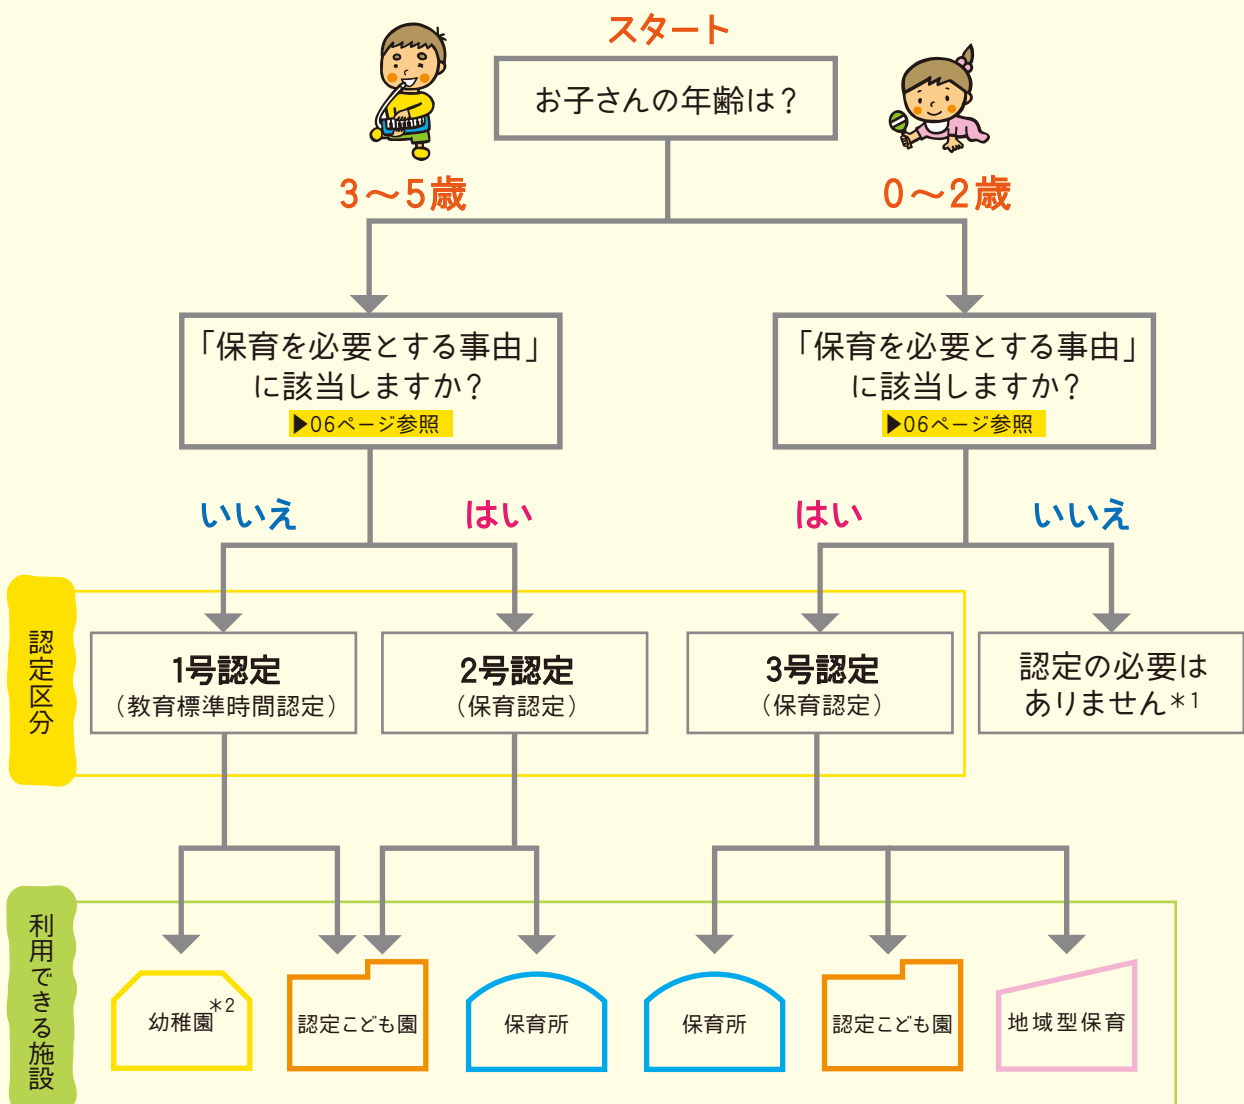 スタート
お子さんの年齢は？
3～5歳
0～2歳
「保育を必要とする事由」
に該当しますか？
▶06ページ参照
「保育を必要とする事由」
に該当しますか？
▶06ページ参照
いいえ
はい
はい
いいえ
認定区分
1号認定
（教育標準時間認定）
2号認定
（保育認定）
3号認定
（保育認定）
認定の必要は
ありません＊1
利用できる施設
幼稚園＊2
認定こども園
保育所
保育所
認定こども園
地域型保育